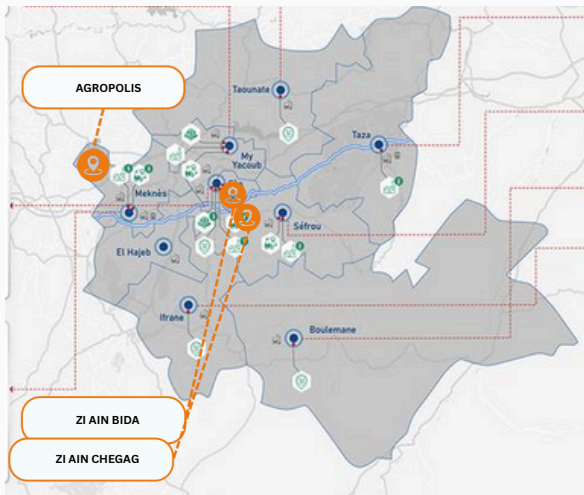 AGROPOLIS
Taounate
Taza
My
Yacoub
Meknès
Séfrou
El Hajeb
Ifrane
Boulemane
ZI AIN BIDA
ZI AIN CHEGAG